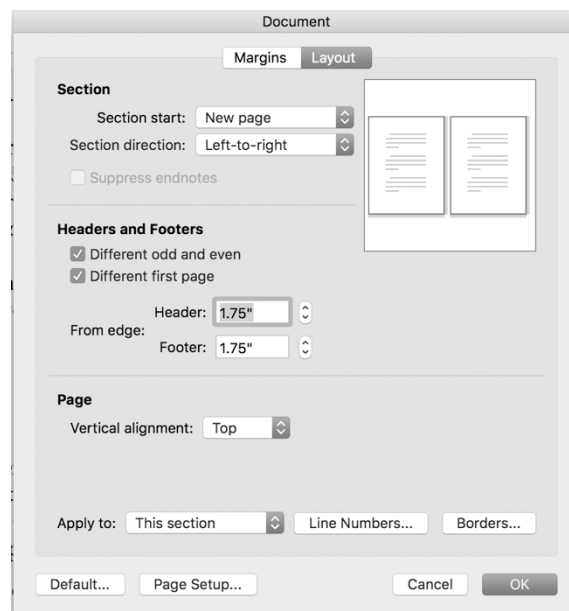 Document
Margins Layout
Section
Section start: New page
Section direction: Left-to-right
Suppress endnotes
Headers and Footers
Different odd and even
Different first page
Header: 1.75"
From edge:
Footer: 1.75"
Page
Vertical alignment: Top
Apply to: This section Line Numbers... Borders...
Default... Page Setup... Cancel OK